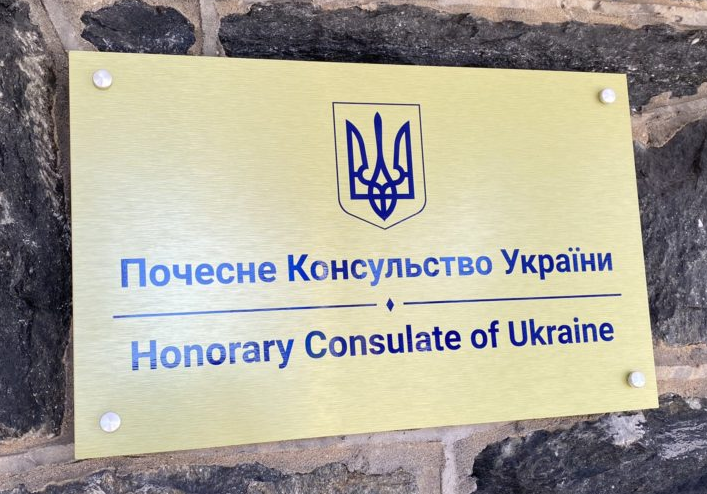 Почесне Консульство України
Honorary Consulate of Ukraine